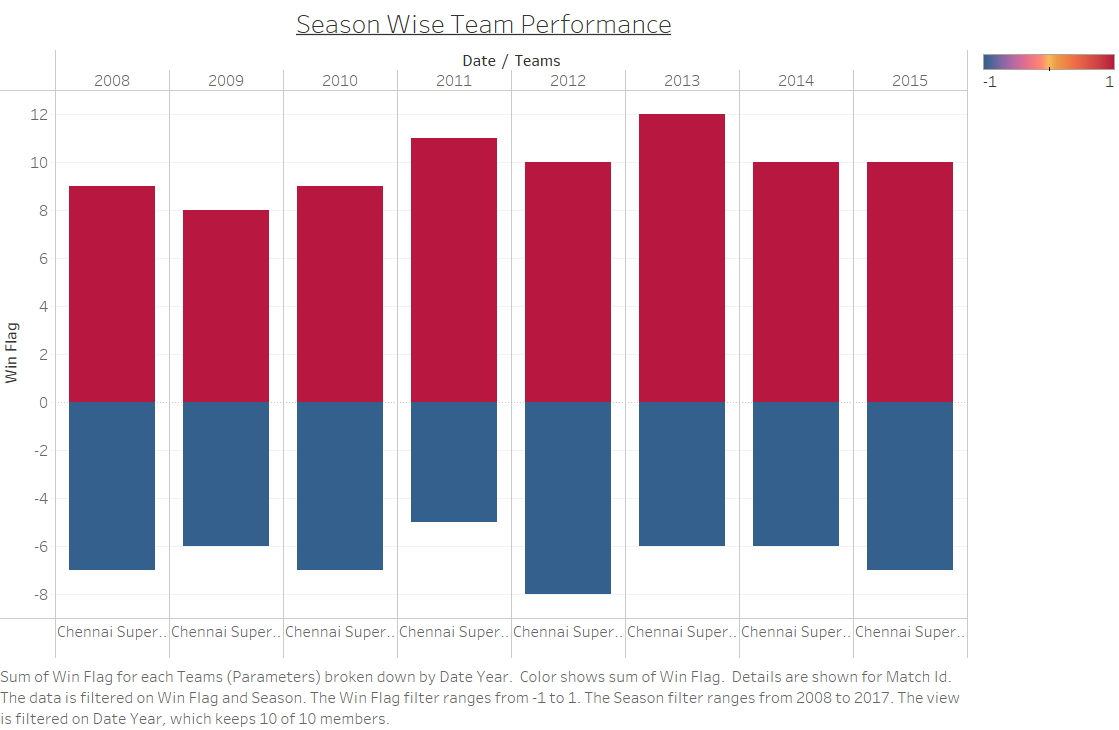 Season Wise Team Performance
Date / Teams
2008 2009 2010 2011 2012 2013 2014 2015
-1 1
12
10
8
6
4
2
0
-2
-4
-6
-8
Win Flag
Chennai Super.. Chennai Super.. Chennai Super.. Chennai Super.. Chennai Super.. Chennai Super.. Chennai Super.. Chennai Super..
Sum of Win Flag for each Teams (Parameters) broken down by Date Year.  Color shows sum of Win Flag.  Details are shown for Match Id.
The data is filtered on Win Flag and Season. The Win Flag filter ranges from -1 to 1. The Season filter ranges from 2008 to 2017. The view
is filtered on Date Year, which keeps 10 of 10 members.